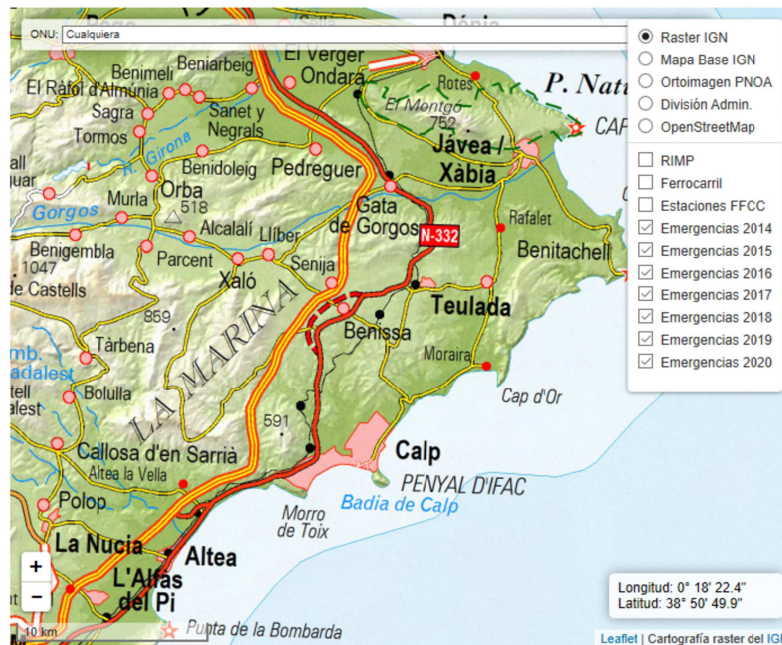 ONU: Cualquiera
Raster IGN
Mapa Base IGN
Ortoimagen PNOA
División Admin.
OpenStreetMap
RIMP
Ferrocarril
Estaciones FFCC
Emergencias 2014
Emergencias 2015
Emergencias 2016
Emergencias 2017
Emergencias 2018
Emergencias 2019
Emergencias 2020
El Verger
Ondara
Beniarbeig
Benimeli
El Ràfol d'Almúnia
Sagra
Tormos
Sanet y
Negrals
R. Girona
Benidoleig
Pedreguer
Rotes
El Montgó
752
P. Nat
CAP
Jávea /
Xàbia
Orba
Murla
518
Gorgos
Gata
de Gorgos
N-332
Rafalet
Benitachell
Benigembla
1047
de Castells
Alcalalí
Llíber
Parcent
Xaló
Senija
Teulada
Benissa
859
LA MARINA
Tàrbena
Moraira
Cap d'Or
Bolulla
591
Callosa d'en Sarrià
Calp
Altea la Vella
PENYAL D'IFAC
Polop
Morro
de Toix
Badia de Calp
La Nucia
Altea
L'Alfàs
del Pi
+
−
10 km
Punta de la Bombarda
Longitud: 0° 18' 22.4"
Latitud: 38° 50' 49.9"
Leaflet | Cartografía raster del IG